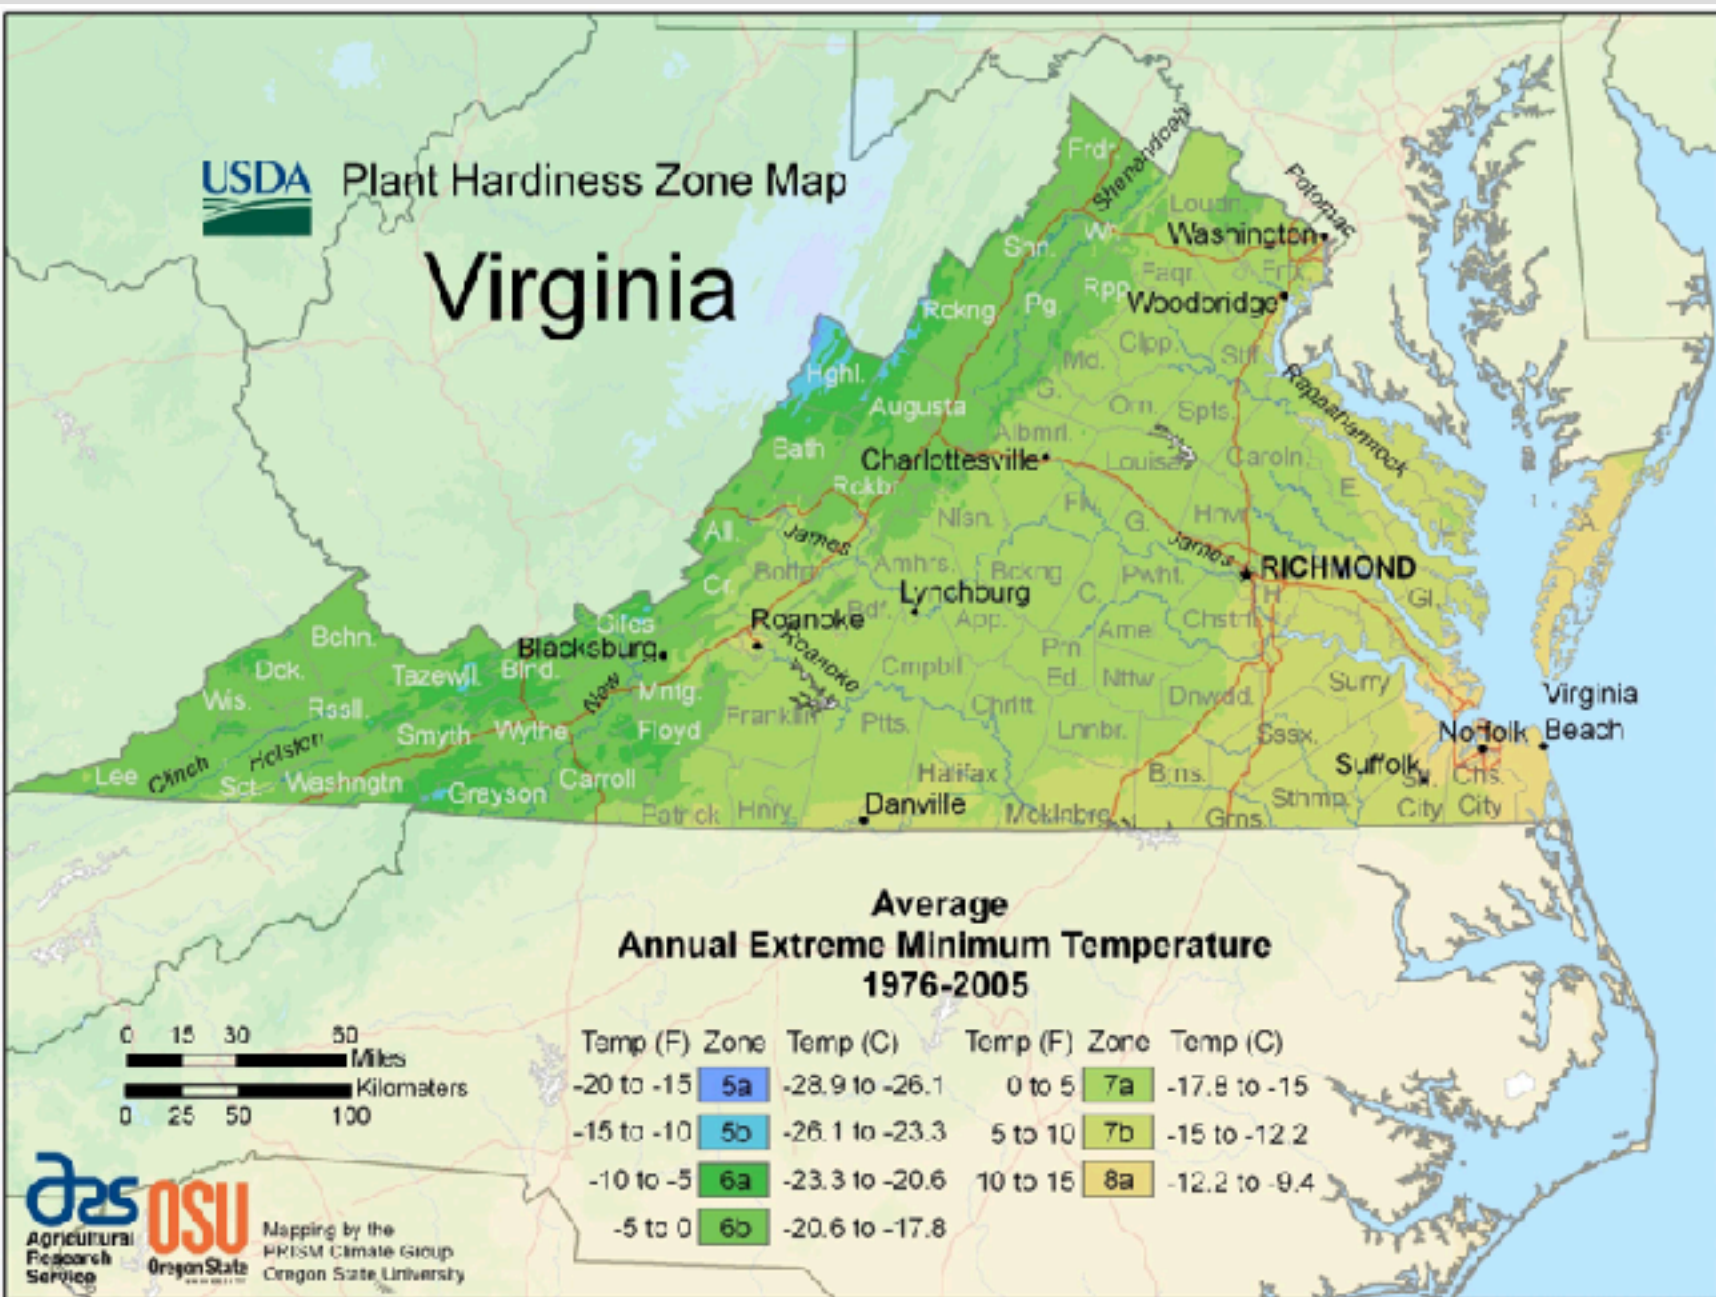 USDA Plant Hardiness Zone Map
Virginia
Frdr
Shenandoah
Potomac
Loudn.
Washington
Shn.
Faqr.
Rpp
Woodbridge
Rckng
Pg.
Clpp.
Md.
Stff.
Hghl.
G.
Rappahannock
Augusta
Orn.
Spts.
Albmrl.
Bath
Charlottesville
Louisa
Caroln.
Rckbr
E.
Nlsn.
G.
Hnvr
All.
James
James
RICHMOND
Amhrs.
Bckng
Pwht.
Cr.
Lynchburg
C.
Gl.
Giles
Roanoke
Bdf.
App.
Chstrf
Bchn.
Blacksburg
Roanoke
Ame.
Prn
Dck.
Tazewll.
Blnd.
Cmpbll
Ed.
Nttw
Surry
Wis.
New
Mntg.
Dnwdd.
Virginia
Beach
Rssll.
Chrltt
Smyth
Wythe
Floyd
Franklin
Ptts.
Lnnbr.
Sssx.
Norfolk
Holston
Lee
Clinch
Sct.
Washngtn
Grayson
Carroll
Halifax
Brns.
Suffolk
Chs.
Patrick
Hnry.
Danville
Mcklnbrg
Grns.
Sthmp.
City
City
Average
Annual Extreme Minimum Temperature
1976-2005
0 15 30 60
Miles
Kilometers
0 25 50 100
Temp (F) Zone Temp (C)
-20 to -15 5a -28.9 to -26.1
-15 to -10 5b -26.1 to -23.3
-10 to -5 6a -23.3 to -20.6
-5 to 0 6b -20.6 to -17.8
Temp (F) Zone Temp (C)
0 to 5 7a -17.8 to -15
5 to 10 7b -15 to -12.2
10 to 15 8a -12.2 to -9.4
ars
Agricultural
Research
Service
OSU
Oregon State
Mapping by the
PRISM Climate Group
Oregon State University